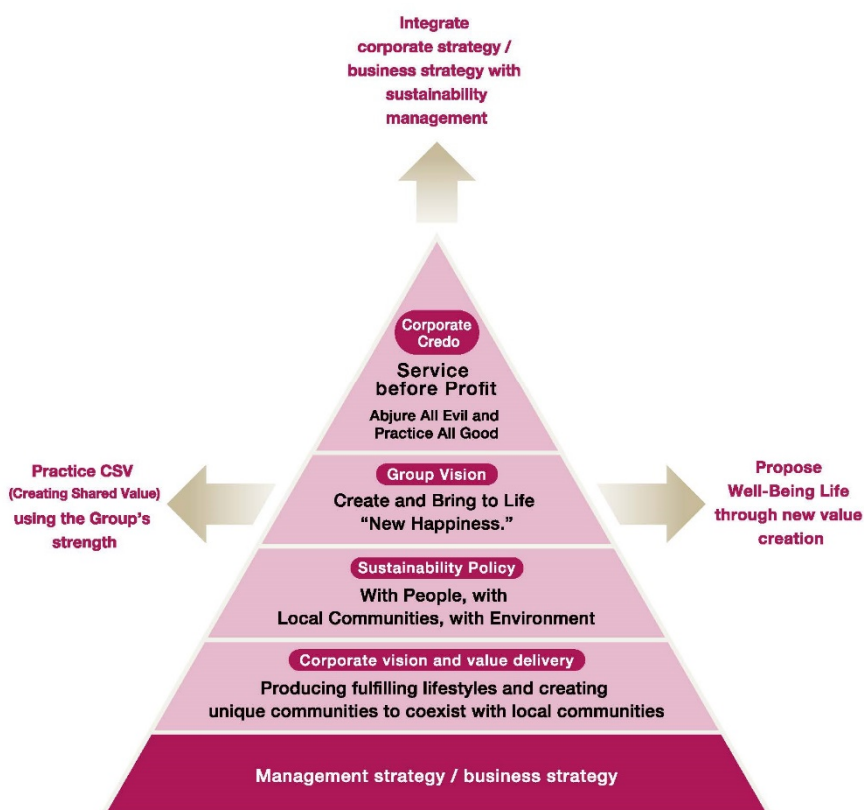 Integrate
corporate strategy /
business strategy with
sustainability
management
Corporate
Credo
Service
before Profit
Abjure All Evil and
Practice All Good
Practice CSV
(Creating Shared Value)
using the Group's
strength
Group Vision
Create and Bring to Life
“New Happiness.”
Propose
Well-Being Life
through new value
creation
Sustainability Policy
With People, with
Local Communities, with Environment
Corporate vision and value delivery
Producing fulfilling lifestyles and creating
unique communities to coexist with local communities
Management strategy / business strategy